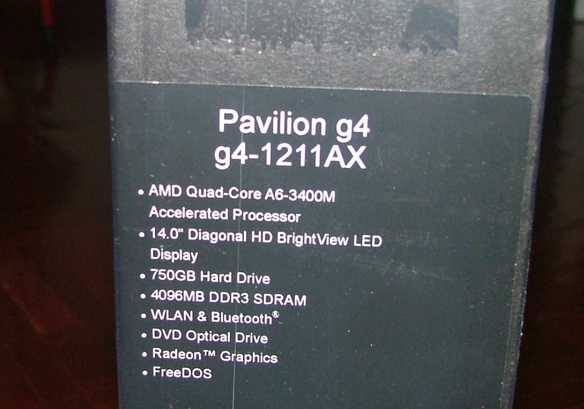 Pavilion g4
g4-1211AX
• AMD Quad-Core A6-3400M
Accelerated Processor
• 14.0" Diagonal HD BrightView LED
Display
• 750GB Hard Drive
• 4096MB DDR3 SDRAM
• WLAN & Bluetooth®
• DVD Optical Drive
• Radeon™ Graphics
• FreeDOS